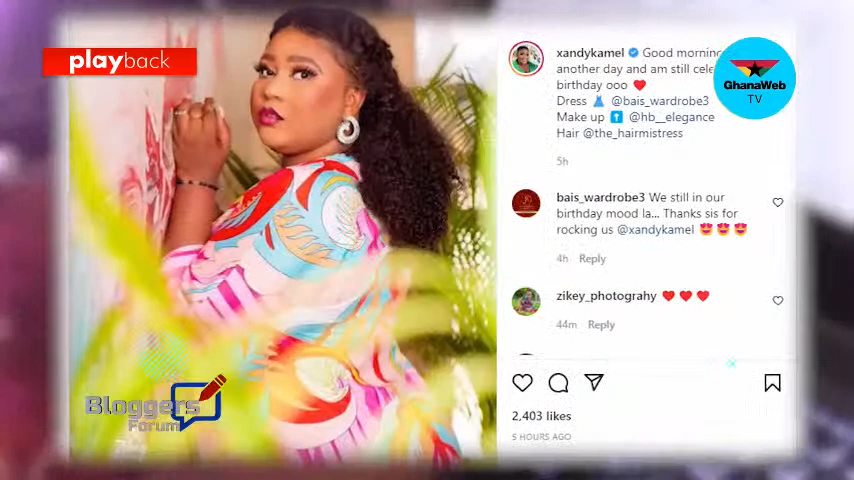 playback
xandykamel Good morning
another day and am still cele
birthday ooo ❤️
Dress 👗 @bais_wardrobe3
Make up ⬆️ @hb__elegance
Hair @the_hairmistress
5h
GhanaWeb
TV
bais_wardrobe3 We still in our
birthday mood la... Thanks sis for
rocking us @xandykamel 😍😍😍
4h Reply
zikey_photograhy ❤️ ❤️ ❤️
44m Reply
Bloggers
Forum
2,403 likes
5 HOURS AGO